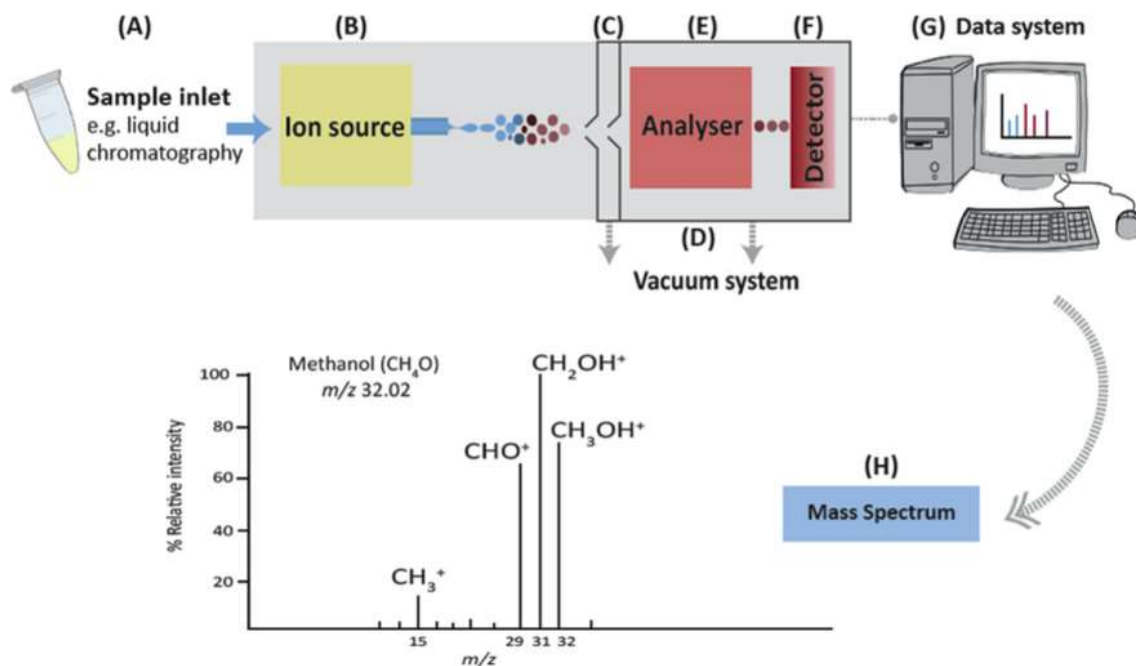 (A)
(B)
(C)
(E)
(F)
(G) Data system
Sample inlet
e.g. liquid
chromatography
Ion source
Analyser
Detector
(D)
Vacuum system
Methanol (CH₄O)
m/z 32.02
CH₂OH⁺
CH₃OH⁺
CHO⁺
CH₃⁺
% Relative intensity
100
80
60
40
20
15
29
31
32
m/z
(H)
Mass Spectrum